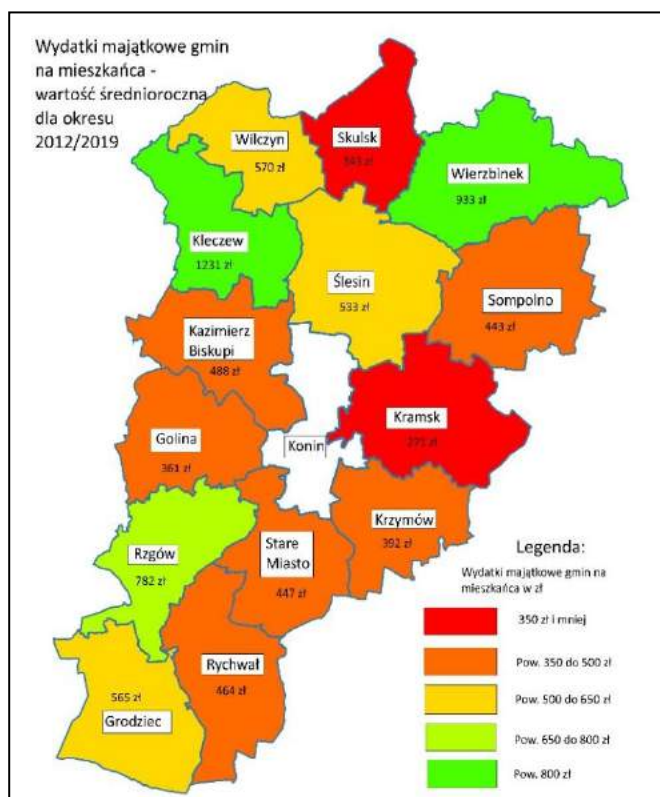 Wydatki majątkowe gmin
na mieszkańca -
wartość średnioroczna
dla okresu
2012/2019
Wilczyn
570 zł
Skulsk
343 zł
Wierzbinek
933 zł
Kleczew
1231 zł
Ślesin
533 zł
Sompolno
443 zł
Kazimierz
Biskupi
488 zł
Kramsk
271 zł
Golina
361 zł
Konin
Krzymów
392 zł
Rzgów
782 zł
Stare
Miasto
447 zł
Rychwał
464 zł
565 zł
Grodziec
Legenda:
Wydatki majątkowe gmin na
mieszkańca w zł
350 zł i mniej
Pow. 350 do 500 zł
Pow. 500 do 650 zł
Pow. 650 do 800 zł
Pow. 800 zł